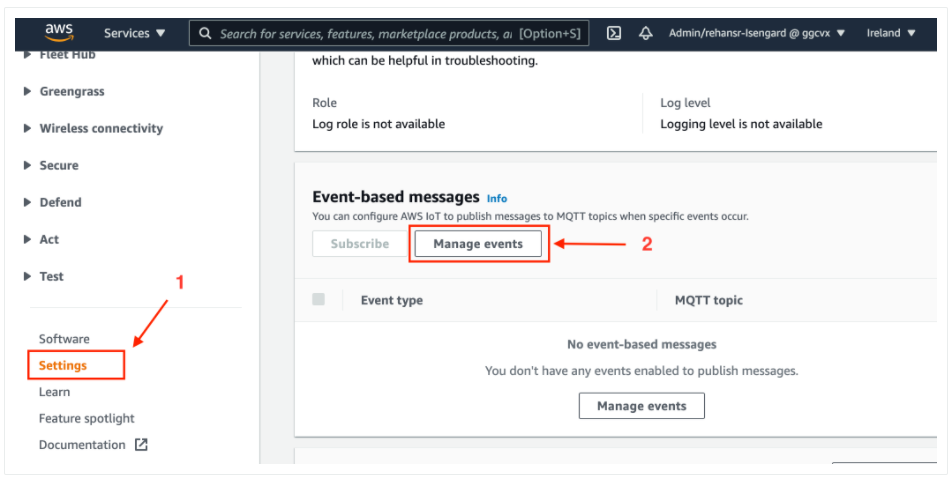 aws Services ▼ Search for services, features, marketplace products, a [Option+S] Admin/rehansr-Isengard @ ggcvx ▼ Ireland ▼
Fleet Hub
Greengrass
Wireless connectivity
Secure
Defend
Act
Test
1
Software
Settings
Learn
Feature spotlight
Documentation
which can be helpful in troubleshooting.
Role
Log role is not available
Log level
Logging level is not available
Event-based messages Info
You can configure AWS IoT to publish messages to MQTT topics when specific events occur.
Subscribe Manage events 2
Event type MQTT topic
No event-based messages
You don't have any events enabled to publish messages.
Manage events